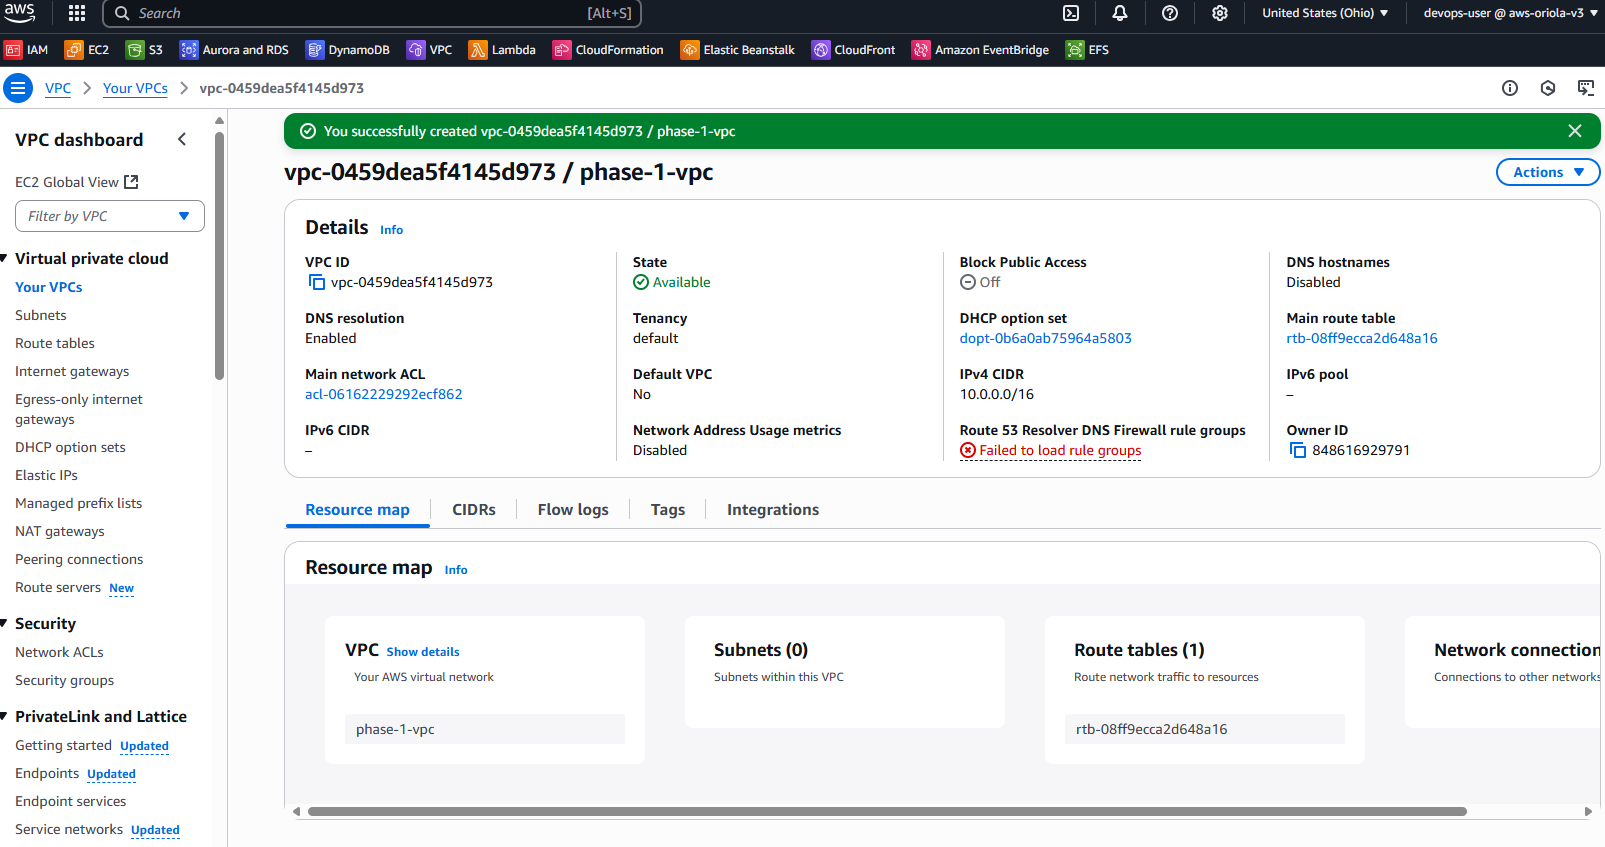 aws
Search [Alt+S]
United States (Ohio)
devops-user @ aws-oriola-v3
IAM EC2 S3 Aurora and RDS DynamoDB VPC Lambda CloudFormation Elastic Beanstalk CloudFront Amazon EventBridge EFS
VPC Your VPCs vpc-0459dea5f4145d973
VPC dashboard
EC2 Global View
Filter by VPC
Virtual private cloud
Your VPCs
Subnets
Route tables
Internet gateways
Egress-only internet
gateways
DHCP option sets
Elastic IPs
Managed prefix lists
NAT gateways
Peering connections
Route servers New
Security
Network ACLs
Security groups
PrivateLink and Lattice
Getting started Updated
Endpoints Updated
Endpoint services
Service networks Updated
You successfully created vpc-0459dea5f4145d973 / phase-1-vpc
vpc-0459dea5f4145d973 / phase-1-vpc
Actions
Details Info
VPC ID
vpc-0459dea5f4145d973
State
Available
Block Public Access
Off
DNS hostnames
Disabled
DNS resolution
Enabled
Tenancy
default
DHCP option set
dopt-0b6a0ab75964a5803
Main route table
rtb-08ff9ecca2d648a16
Main network ACL
acl-06162229292ecf862
Default VPC
No
IPv4 CIDR
10.0.0.0/16
IPv6 pool
–
IPv6 CIDR
–
Network Address Usage metrics
Disabled
Route 53 Resolver DNS Firewall rule groups
Failed to load rule groups
Owner ID
848616929791
Resource map CIDRs Flow logs Tags Integrations
Resource map Info
VPC Show details
Your AWS virtual network
phase-1-vpc
Subnets (0)
Subnets within this VPC
Route tables (1)
Route network traffic to resources
rtb-08ff9ecca2d648a16
Network connection
Connections to other networks